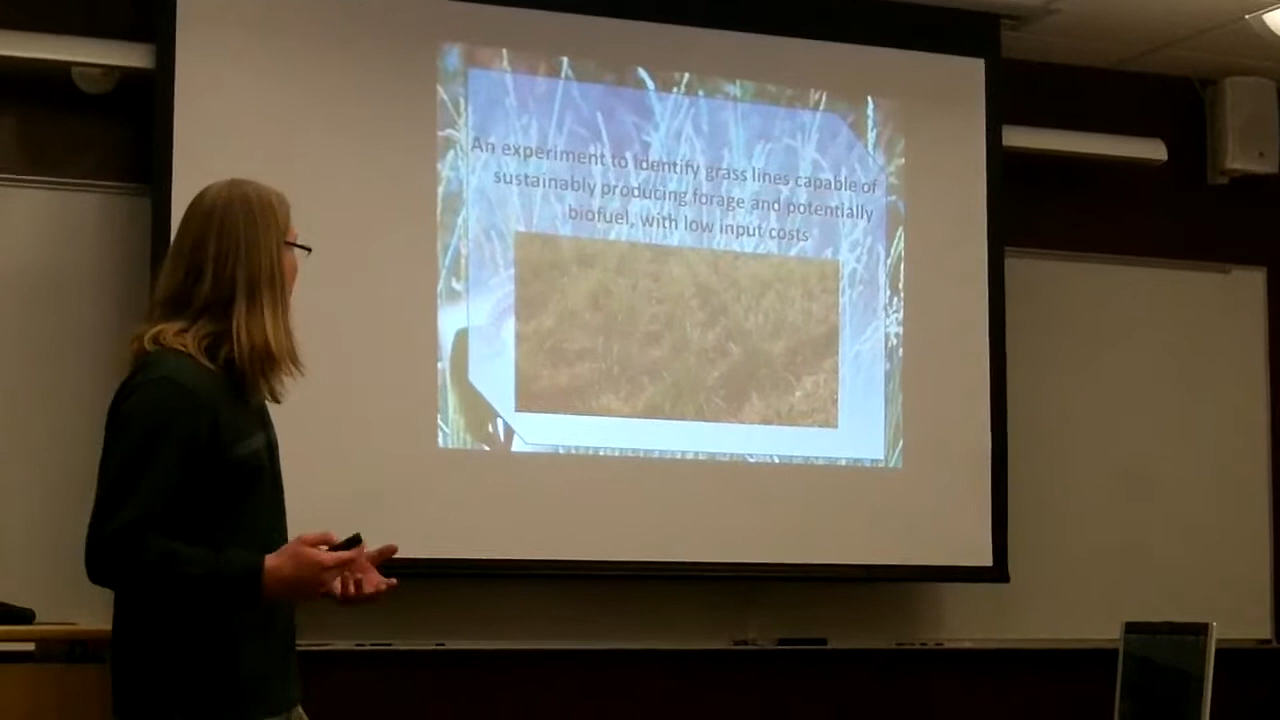 An experiment to identify grass lines capable of
sustainably producing forage and potentially
biofuel, with low input costs